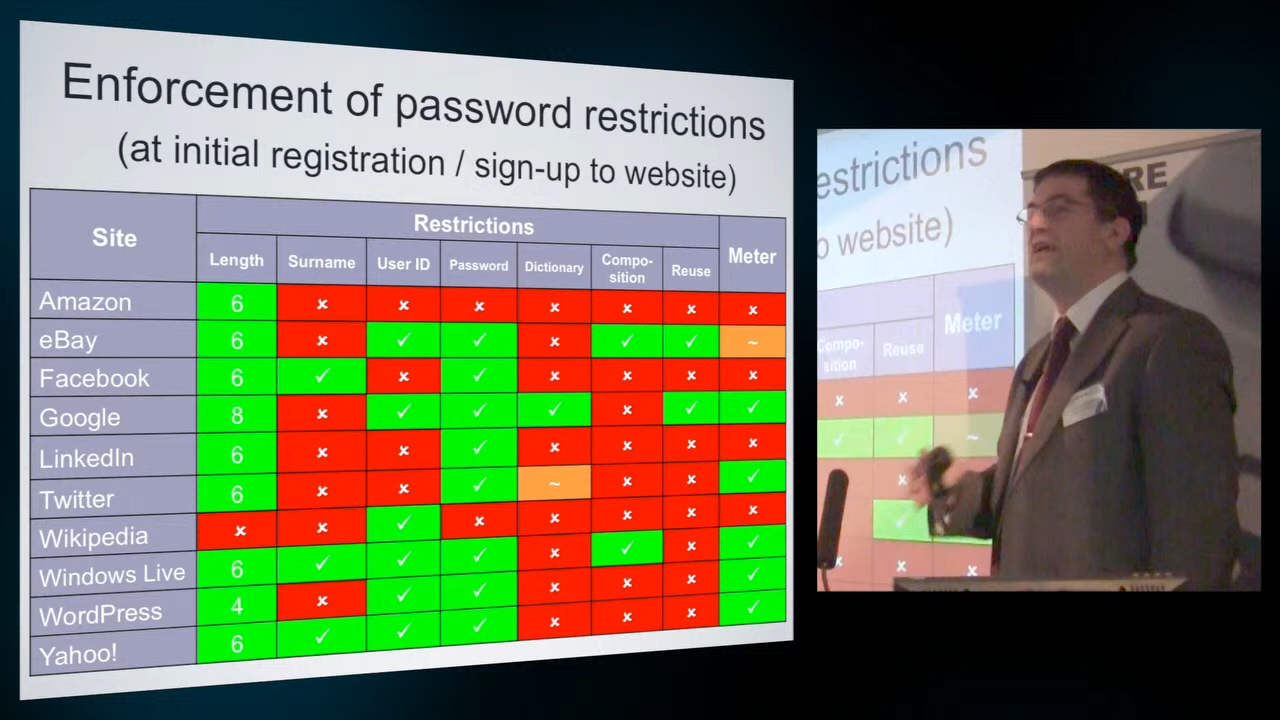 Enforcement of password restrictions
(at initial registration / sign-up to website)
Site Restrictions Meter
Length Surname User ID Password Dictionary Compo-sition Reuse
Amazon 6 × × × × × × ×
eBay 6 × ✓ ✓ × ✓ ✓ ~
Facebook 6 ✓ × ✓ × × × ×
Google 8 × ✓ ✓ ✓ × ✓ ✓
LinkedIn 6 × × ✓ × × × ×
Twitter 6 × × ✓ ~ × × ✓
Wikipedia × × ✓ × × × × ×
Windows Live 6 ✓ ✓ ✓ × ✓ × ✓
WordPress 4 × ✓ ✓ × × × ✓
Yahoo! 6 ✓ ✓ ✓ × × × ✓
estrictions
o website)
Meter
Compo-
sition
Reuse
× × ×
✓ ✓ ~
×
✓
× ×
RE